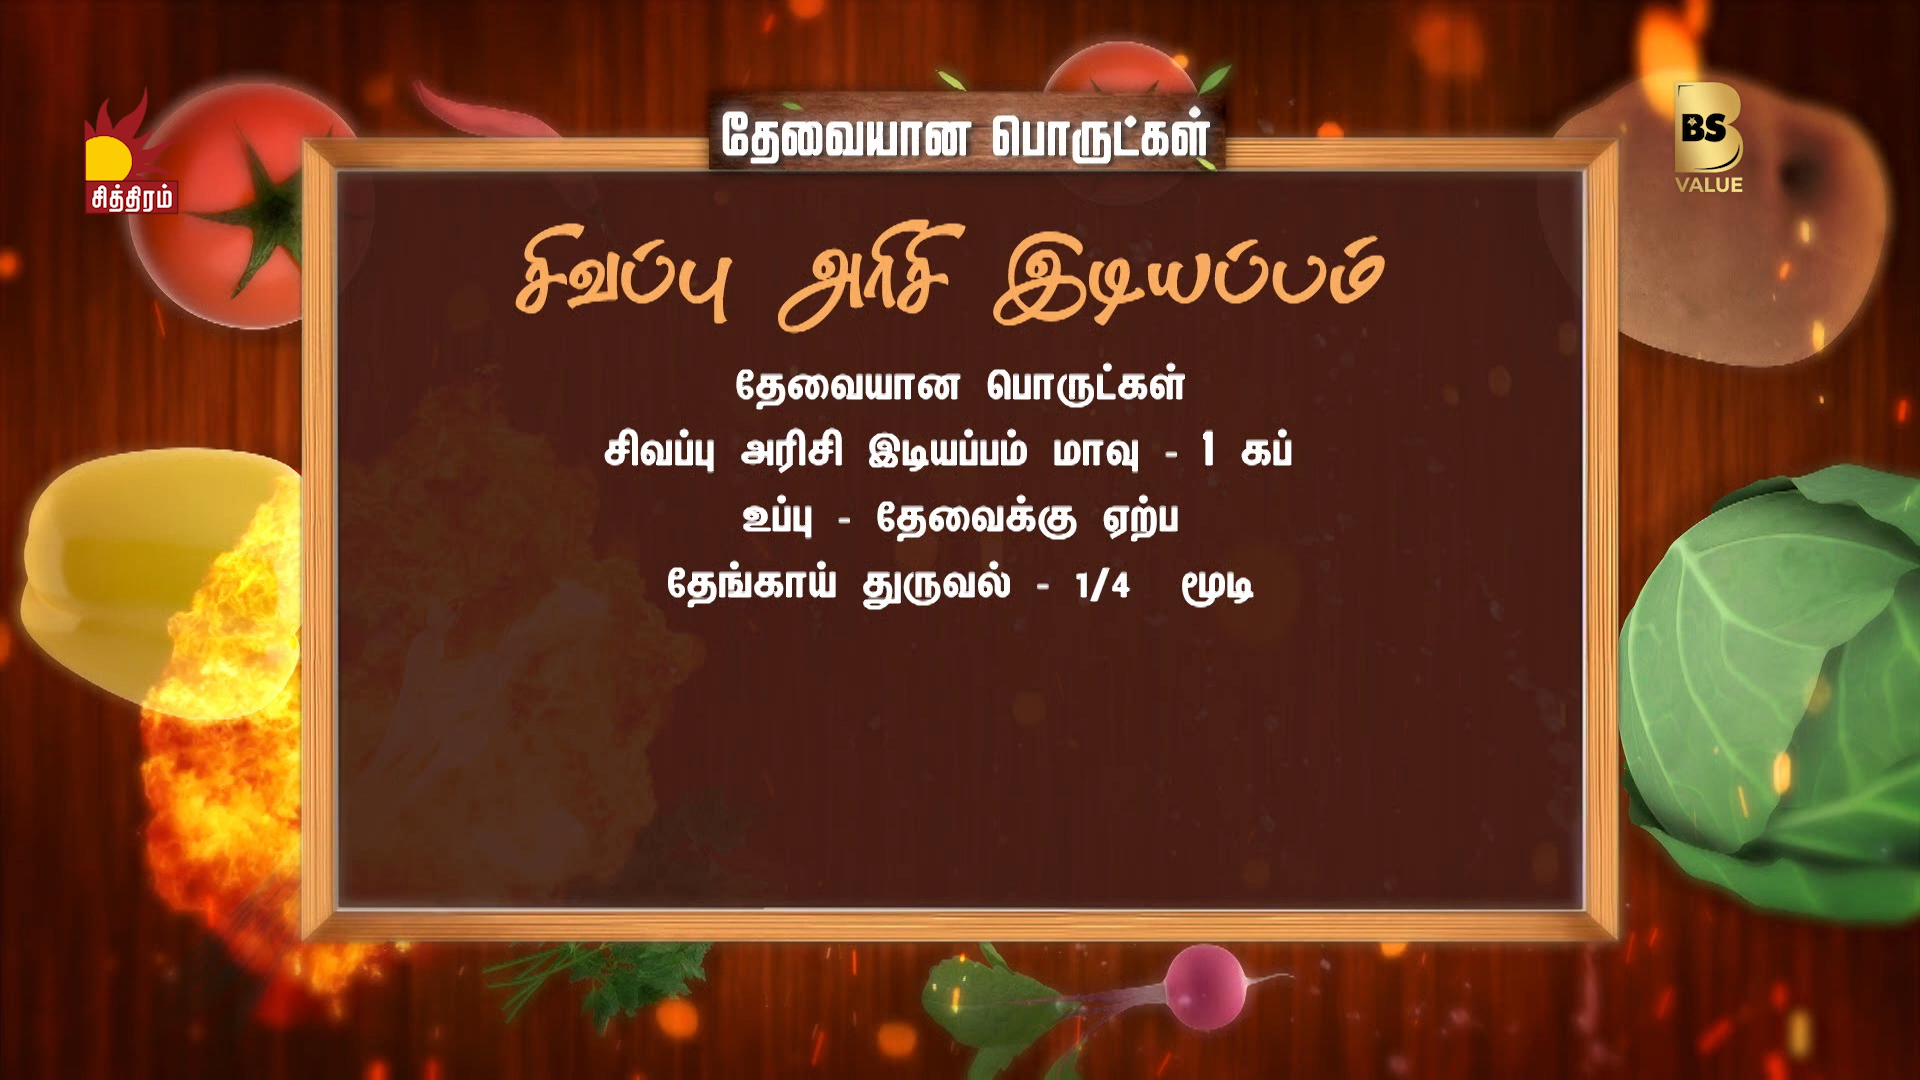 தேவையான பொருட்கள்
சித்திரம்
BS
VALUE
சிவப்பு அரிசி இடியப்பம்
தேவையான பொருட்கள்
சிவப்பு அரிசி இடியப்பம் மாவு - 1 கப்
உப்பு - தேவைக்கு ஏற்ப
தேங்காய் துருவல் - 1/4 மூடி